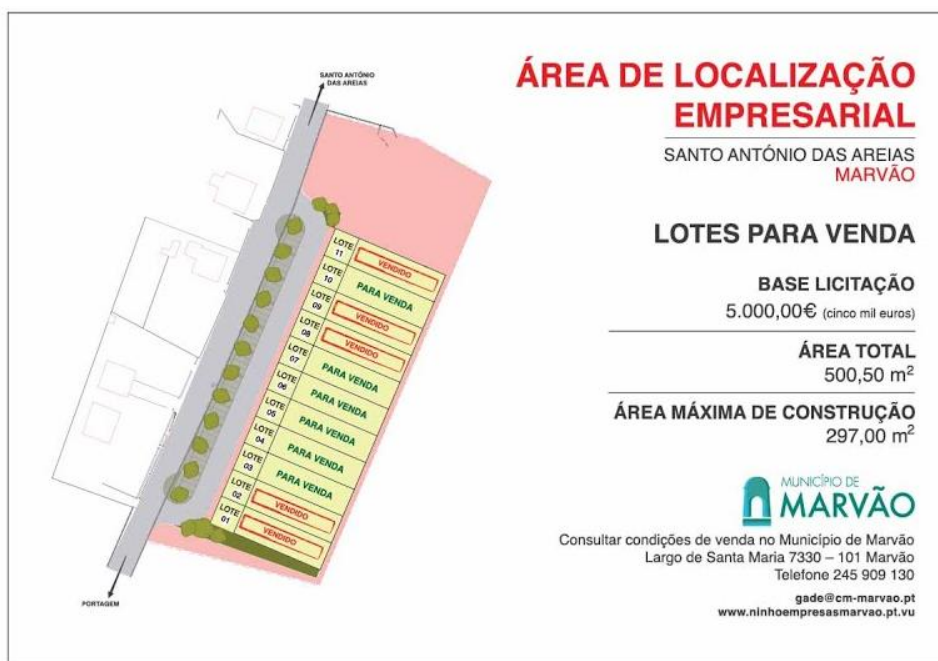 SANTO ANTÓNIO
DAS AREIAS
LOTE
11
VENDIDO
LOTE
10
PARA VENDA
LOTE
09
VENDIDO
LOTE
08
VENDIDO
LOTE
07
PARA VENDA
LOTE
06
PARA VENDA
LOTE
05
PARA VENDA
LOTE
04
PARA VENDA
LOTE
03
PARA VENDA
LOTE
02
VENDIDO
LOTE
01
VENDIDO
PORTAGEM
ÁREA DE LOCALIZAÇÃO
EMPRESARIAL
SANTO ANTÓNIO DAS AREIAS
MARVÃO
LOTES PARA VENDA
BASE LICITAÇÃO
5.000,00€ (cinco mil euros)
ÁREA TOTAL
500,50 m²
ÁREA MÁXIMA DE CONSTRUÇÃO
297,00 m²
MUNICÍPIO DE
MARVÃO
Consultar condições de venda no Município de Marvão
Largo de Santa Maria 7330 – 101 Marvão
Telefone 245 909 130
gade@cm-marvao.pt
www.ninhoempresasmarvao.pt.vu